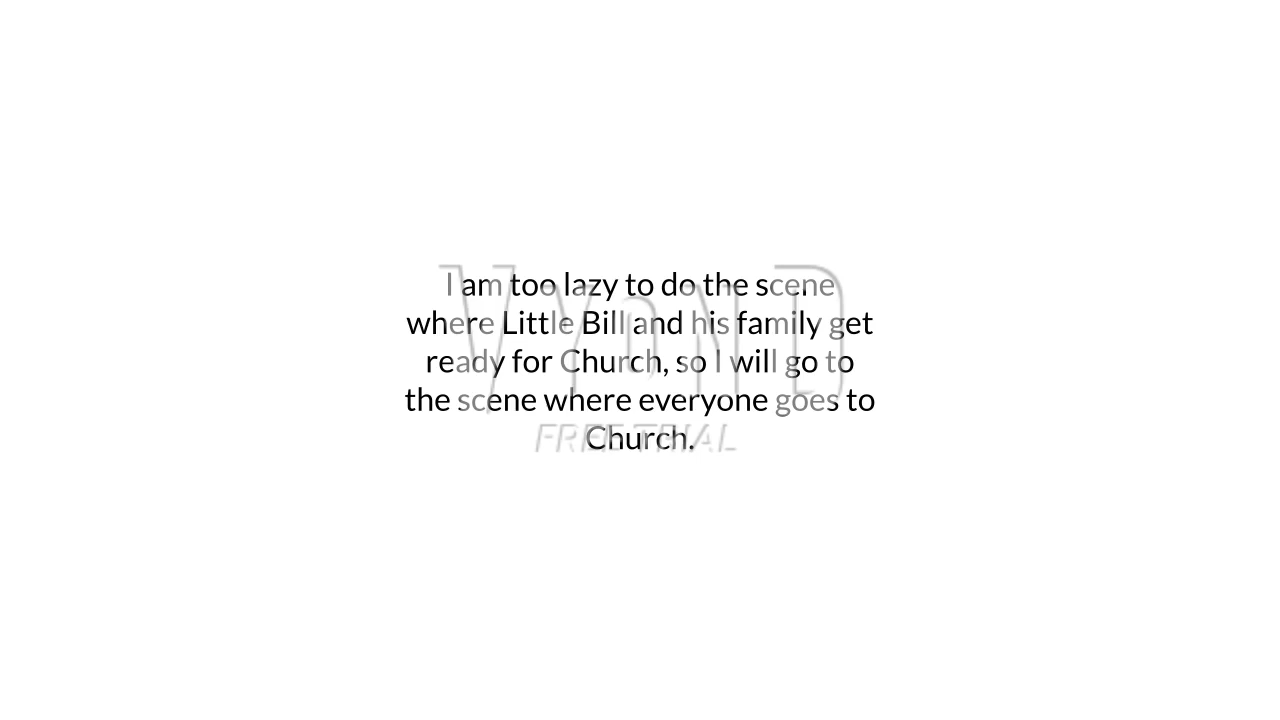 I am too lazy to do the scene
where Little Bill and his family get
ready for Church, so I will go to
the scene where everyone goes to
Church.
VYOND
FREE TRIAL